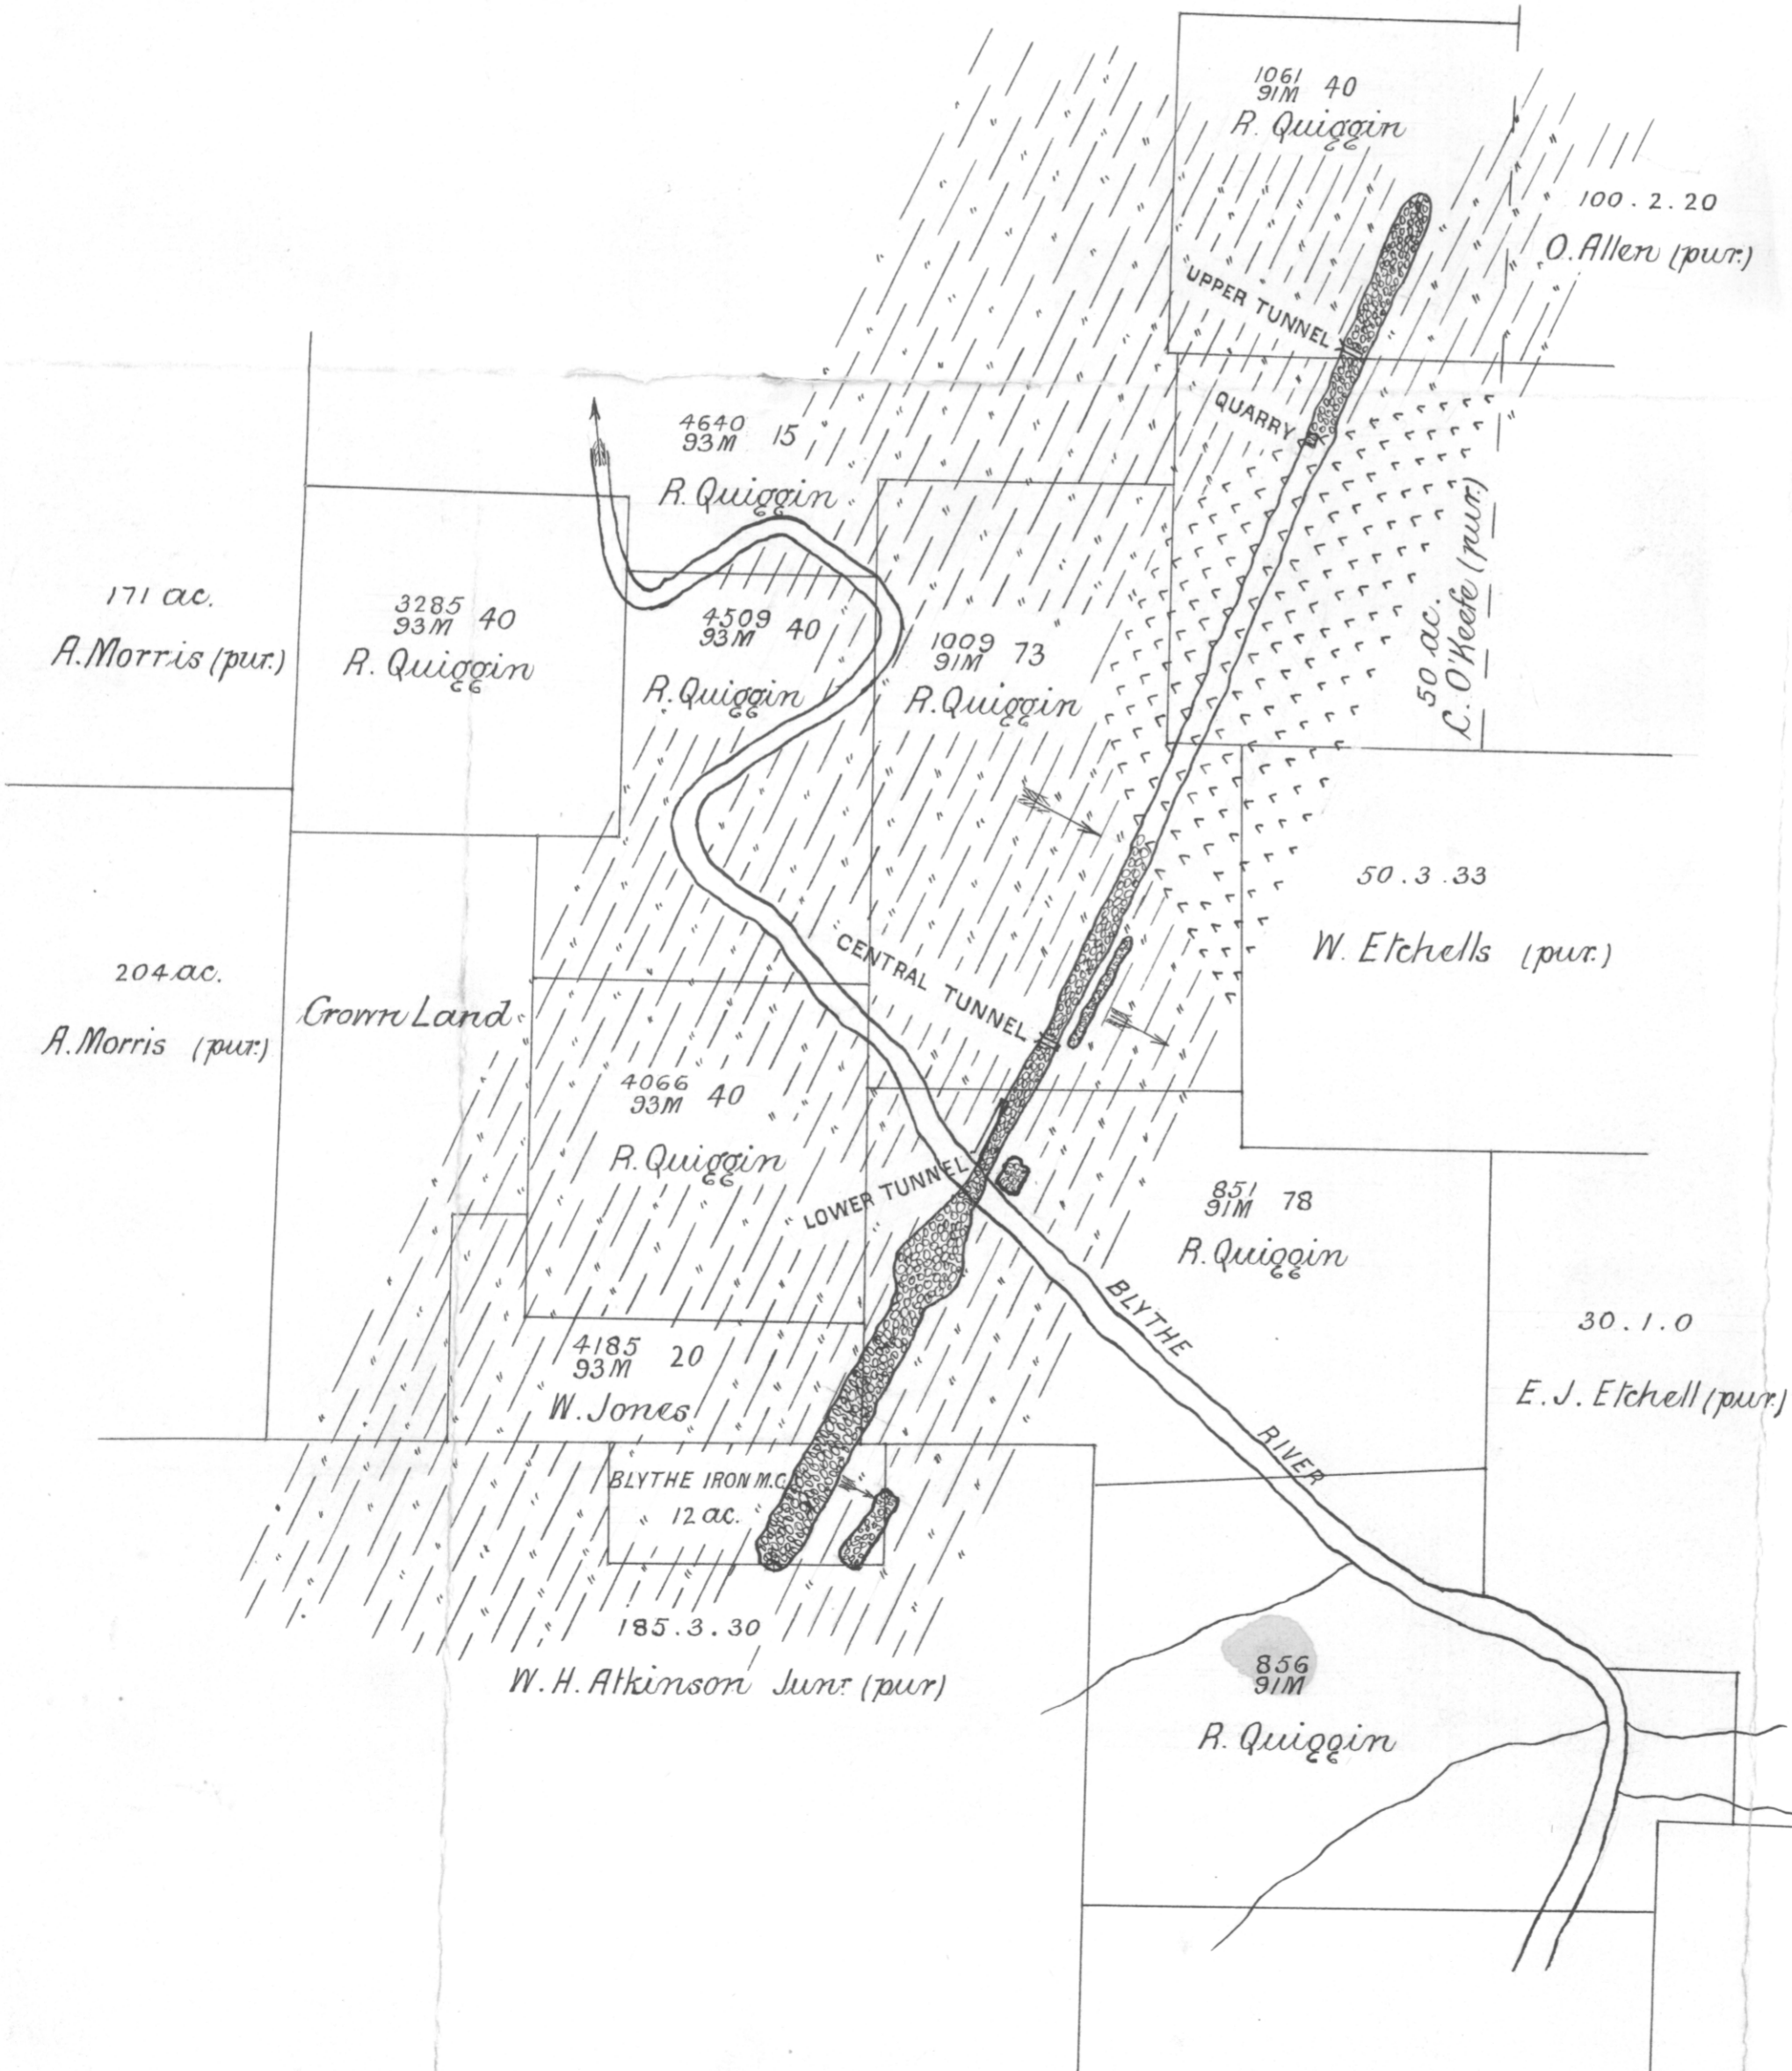 1061
91M 40
R. Quiggin
100.2.20
O. Allen (pur.)
UPPER TUNNEL
QUARRY
4640
93M 15
R. Quiggin
171 ac.
A. Morris (pur.)
3285
93M 40
R. Quiggin
4509
93M 40
R. Quiggin
1009
91M 73
R. Quiggin
50 ac.
C. O'Keefe (pur.)
50.3.33
W. Etchells (pur.)
204 ac.
A. Morris (pur.)
Crown Land
CENTRAL TUNNEL
4066
93M 40
R. Quiggin
LOWER TUNNEL
851
91M 78
R. Quiggin
BLYTHE
RIVER
30.1.0
E. J. Etchell (pur.)
4185
93M 20
W. Jones
BLYTHE IRON M.C.
12 ac.
185.3.30
W. H. Atkinson Junr. (pur)
856
91M
R. Quiggin